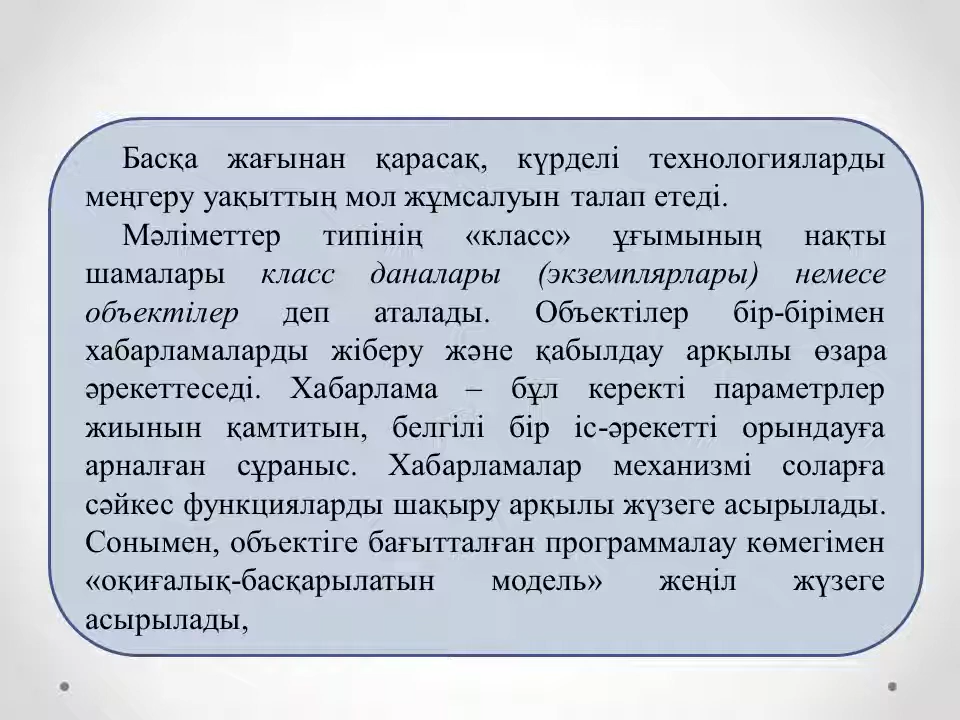 Басқа жағынан қарасақ, күрделі технологияларды
меңгеру уақыттың мол жұмсалуын талап етеді.
Мәліметтер типінің «класс» ұғымының нақты
шамалары класс даналары (экземплярлары) немесе
объектілер деп аталады. Объектілер бір-бірімен
хабарламаларды жіберу және қабылдау арқылы өзара
әрекеттеседі. Хабарлама – бұл керекті параметрлер
жиынын қамтитын, белгілі бір іс-әрекетті орындауға
арналған сұраныс. Хабарламалар механизмі соларға
сәйкес функцияларды шақыру арқылы жүзеге асырылады.
Сонымен, объектіге бағытталған программалау көмегімен
«оқиғалық-басқарылатын модель» жеңіл жүзеге
асырылады,